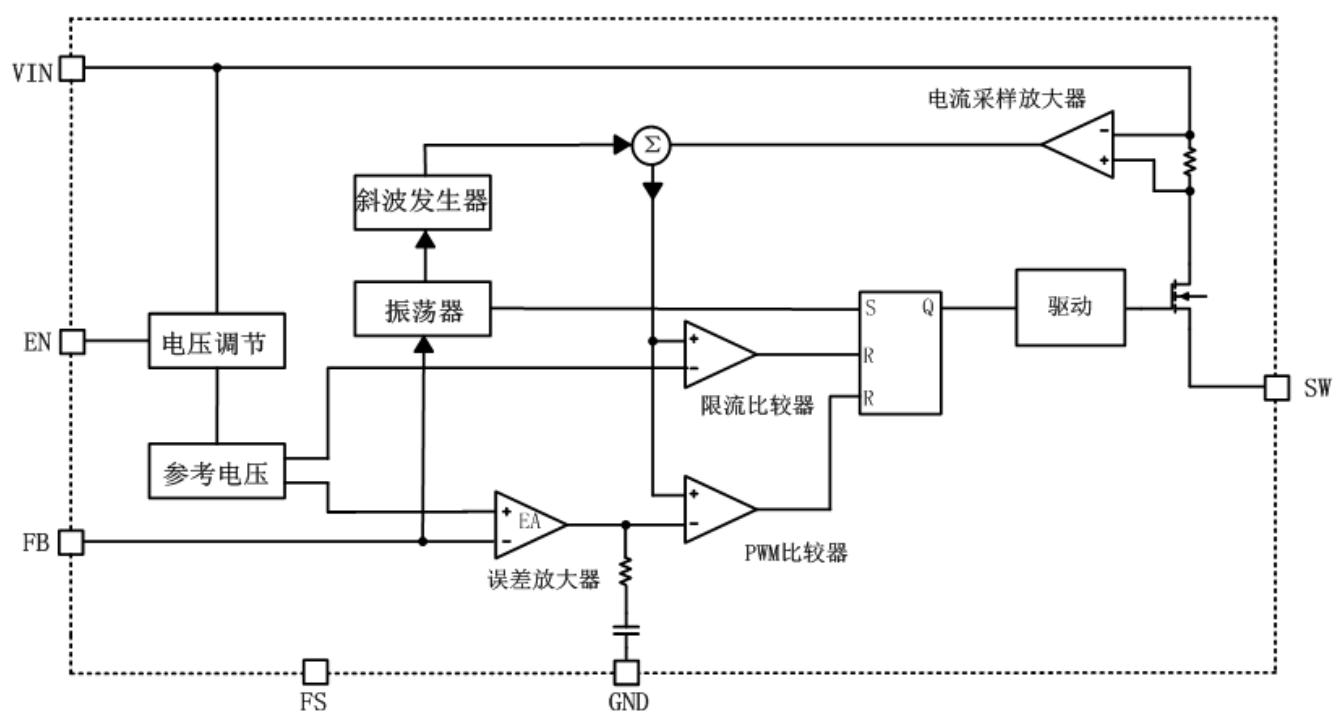 VIN
电流采样放大器
-
+
Σ
斜波发生器
振荡器
S
Q
驱动
EN
电压调节
+
-
R
R
限流比较器
SW
参考电压
+
-
EA
+
-
FB
误差放大器
PWM比较器
FS
GND